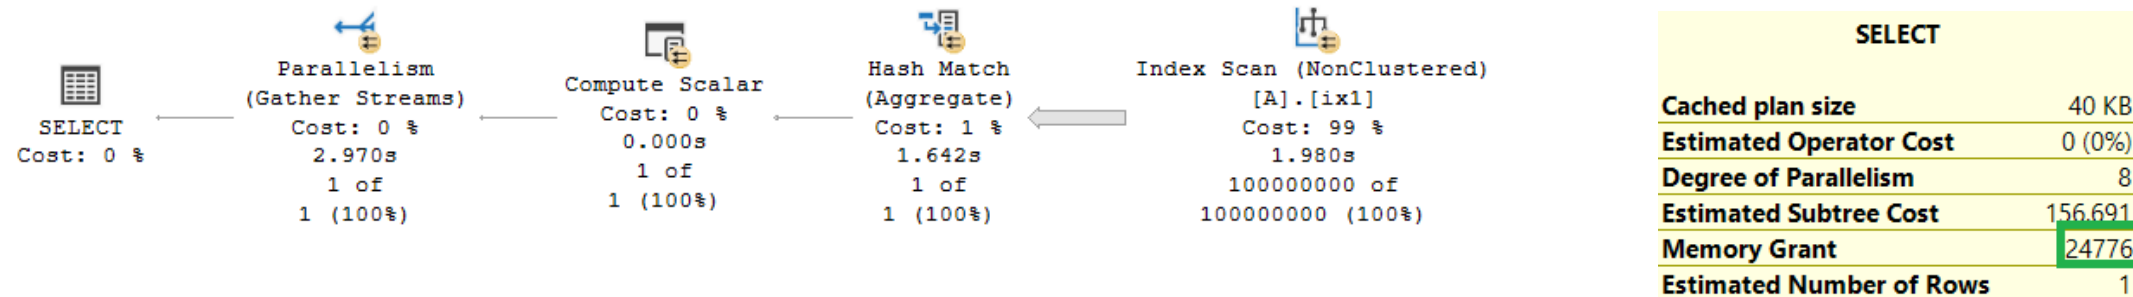 SELECT
Cost: 0 %
Parallelism
(Gather Streams)
Cost: 0 %
2.970s
1 of
1 (100%)
Compute Scalar
Cost: 0 %
0.000s
1 of
1 (100%)
Hash Match
(Aggregate)
Cost: 1 %
1.642s
1 of
1 (100%)
Index Scan (NonClustered)
[A].[ix1]
Cost: 99 %
1.980s
100000000 of
100000000 (100%)
SELECT
Cached plan size 40 KB
Estimated Operator Cost 0 (0%)
Degree of Parallelism 8
Estimated Subtree Cost 156.691
Memory Grant 24776
Estimated Number of Rows 1